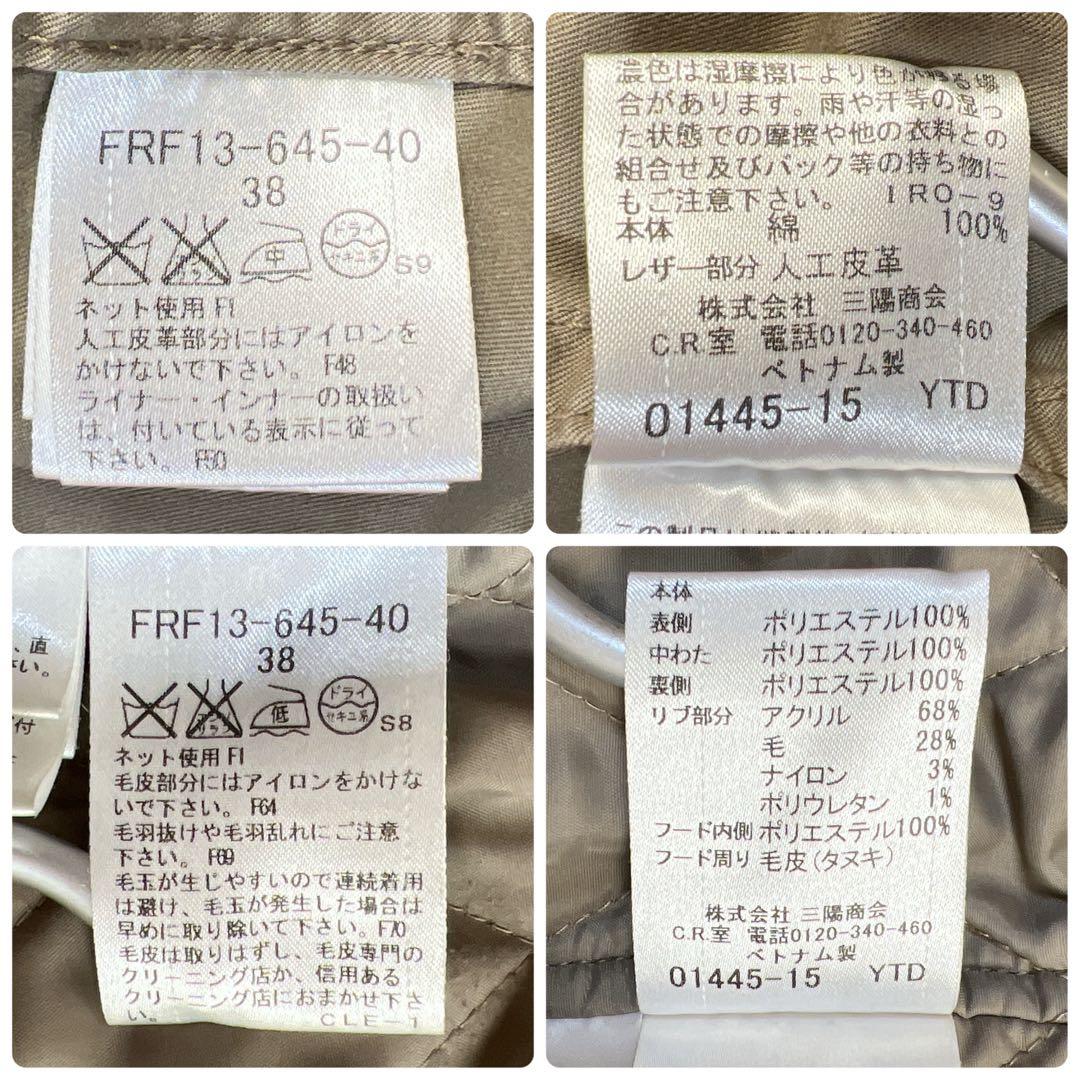 FRF13-645-40
38
中
ドライ
セキユ系
S9
ネット使用 F1
人工皮革部分にはアイロンを
かけないで下さい。 F48
ライナー・インナーの取扱い
は、付いている表示に従って
下さい。 F50
濃色は湿摩擦により色が移る場
合があります。雨や汗等の湿っ
た状態での摩擦や他の衣料との
組合せ及びバック等の持ち物に
もご注意下さい。 IRO-9
本体 綿 100%
レザー部分 人工皮革
株式会社 三陽商会
C.R.室 電話0120-340-460
ベトナム製
01445-15 YTD
、直
い。
付
FRF13-645-40
38
低
ドライ
セキユ系
S8
ネット使用 F1
毛皮部分にはアイロンをかけな
いで下さい。 F64
毛羽抜けや毛羽乱れにご注意
下さい。 F69
毛玉が生じやすいので連続着用
は避け、毛玉が発生した場合は
早めに取り除いて下さい。F70
毛皮は取りはずし、毛皮専門の
クリーニング店か、信用ある
クリーニング店におまかせ下さ
い。 CLE-1
本体
表側 ポリエステル100%
中わた ポリエステル100%
裏側 ポリエステル100%
リブ部分 アクリル 68%
毛 28%
ナイロン 3%
ポリウレタン 1%
フード内側 ポリエステル100%
フード周り 毛皮(タヌキ)
株式会社 三陽商会
C.R.室 電話0120-340-460
ベトナム製
01445-15 YTD